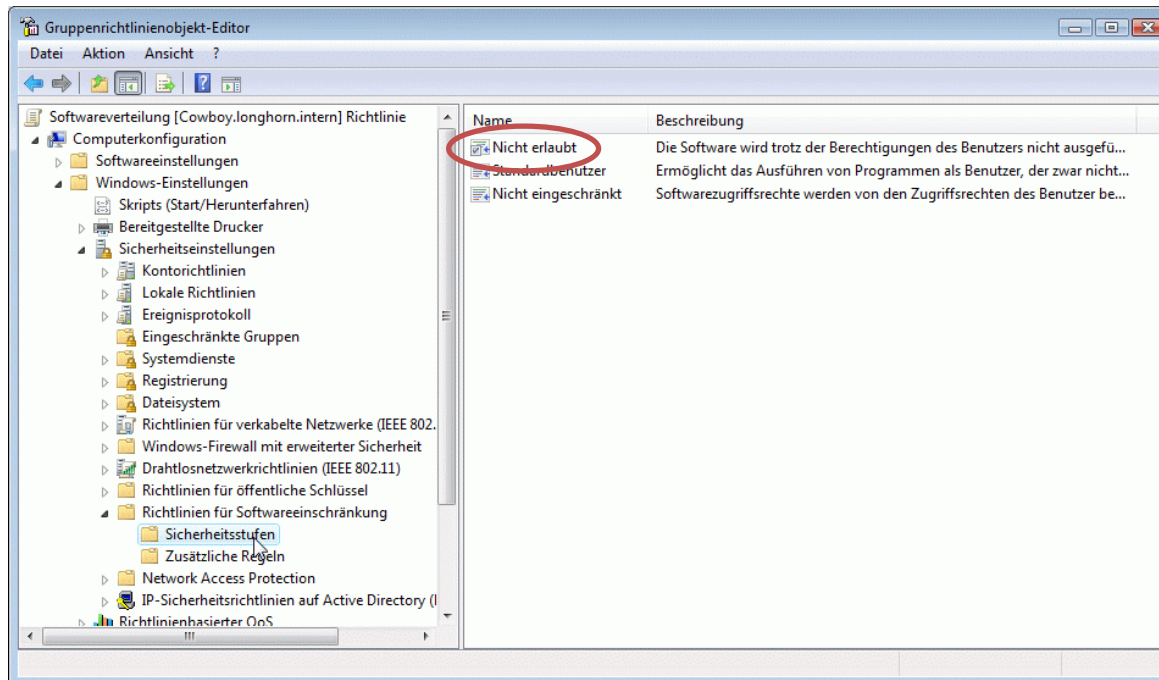 Gruppenrichtlinienobjekt-Editor
Datei Aktion Ansicht ?
Softwareverteilung [Cowboy.longhorn.intern] Richtlinie
Computerkonfiguration
Softwareeinstellungen
Windows-Einstellungen
Skripts (Start/Herunterfahren)
Bereitgestellte Drucker
Sicherheitseinstellungen
Kontorichtlinien
Lokale Richtlinien
Ereignisprotokoll
Eingeschränkte Gruppen
Systemdienste
Registrierung
Dateisystem
Richtlinien für verkabelte Netzwerke (IEEE 802.
Windows-Firewall mit erweiterter Sicherheit
Drahtlosnetzwerkrichtlinien (IEEE 802.11)
Richtlinien für öffentliche Schlüssel
Richtlinien für Softwareeinschränkung
Sicherheitsstufen
Zusätzliche Regeln
Network Access Protection
IP-Sicherheitsrichtlinien auf Active Directory (I
Richtlinienbasierter QoS
Name Beschreibung
Nicht erlaubt Die Software wird trotz der Berechtigungen des Benutzers nicht ausgefü...
Standardbenutzer Ermöglicht das Ausführen von Programmen als Benutzer, der zwar nicht...
Nicht eingeschränkt Softwarezugriffsrechte werden von den Zugriffsrechten des Benutzer be...